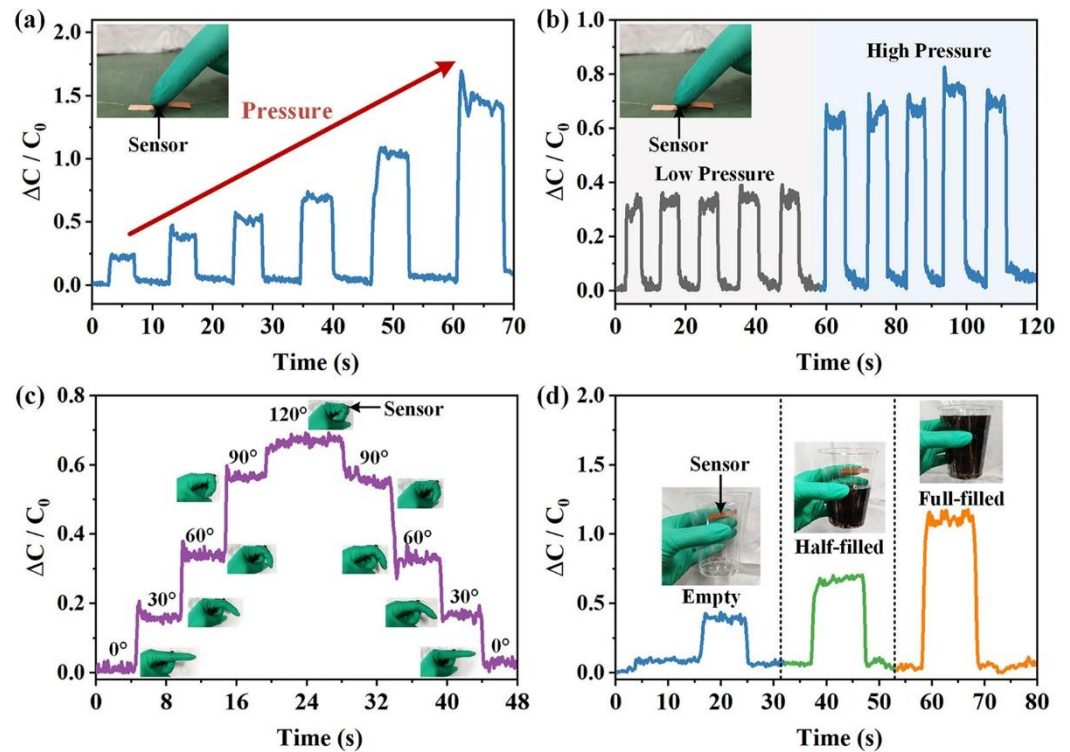 (a)
ΔC / C₀
2.0
1.5
1.0
0.5
0.0
Sensor
Pressure
0 10 20 30 40 50 60 70
Time (s)
(b)
ΔC / C₀
1.0
0.8
0.6
0.4
0.2
0.0
Sensor
High Pressure
Low Pressure
0 20 40 60 80 100 120
Time (s)
(c)
ΔC / C₀
0.8
0.6
0.4
0.2
0.0
120° Sensor
90° 90°
60° 60°
30° 30°
0° 0°
0 8 16 24 32 40 48
Time (s)
(d)
ΔC / C₀
2.0
1.5
1.0
0.5
0.0
Sensor
Empty
Half-filled
Full-filled
0 10 20 30 40 50 60 70 80
Time (s)